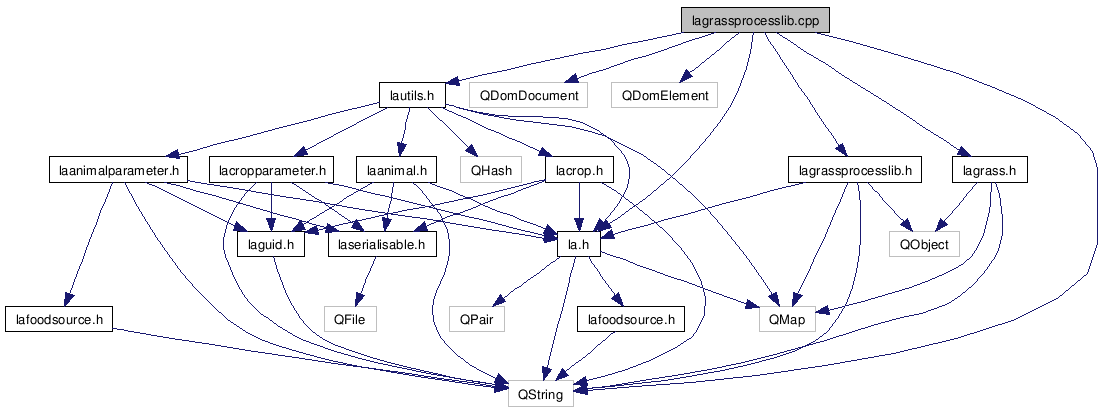 lagrassprocesslib.cpp
lautils.h
QDomDocument
QDomElement
laanimalparameter.h
lacropparameter.h
laanimal.h
QHash
lacrop.h
lagrassprocesslib.h
lagrass.h
laguid.h
laserialisable.h
la.h
QObject
lafoodsource.h
QFile
QPair
lafoodsource.h
QMap
QString